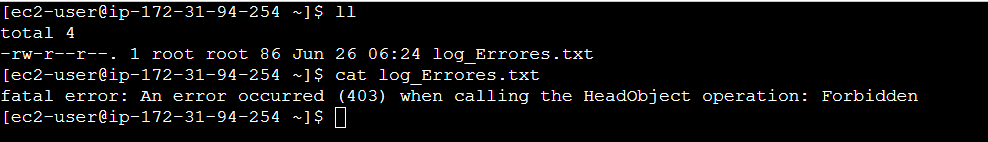 [ec2-user@ip-172-31-94-254 ~]$ ll
total 4
-rw-r--r--. 1 root root 86 Jun 26 06:24 log_Errores.txt
[ec2-user@ip-172-31-94-254 ~]$ cat log_Errores.txt
fatal error: An error occurred (403) when calling the HeadObject operation: Forbidden
[ec2-user@ip-172-31-94-254 ~]$